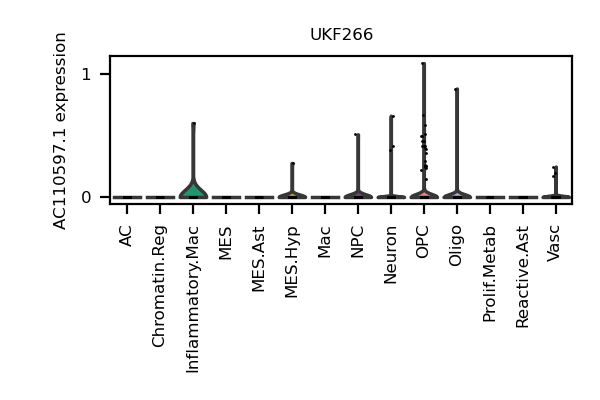 UKF266
AC110597.1 expression
1
0
AC
Chromatin.Reg
Inflammatory.Mac
MES
MES.Ast
MES.Hyp
Mac
NPC
Neuron
OPC
Oligo
Prolif.Metab
Reactive.Ast
Vasc